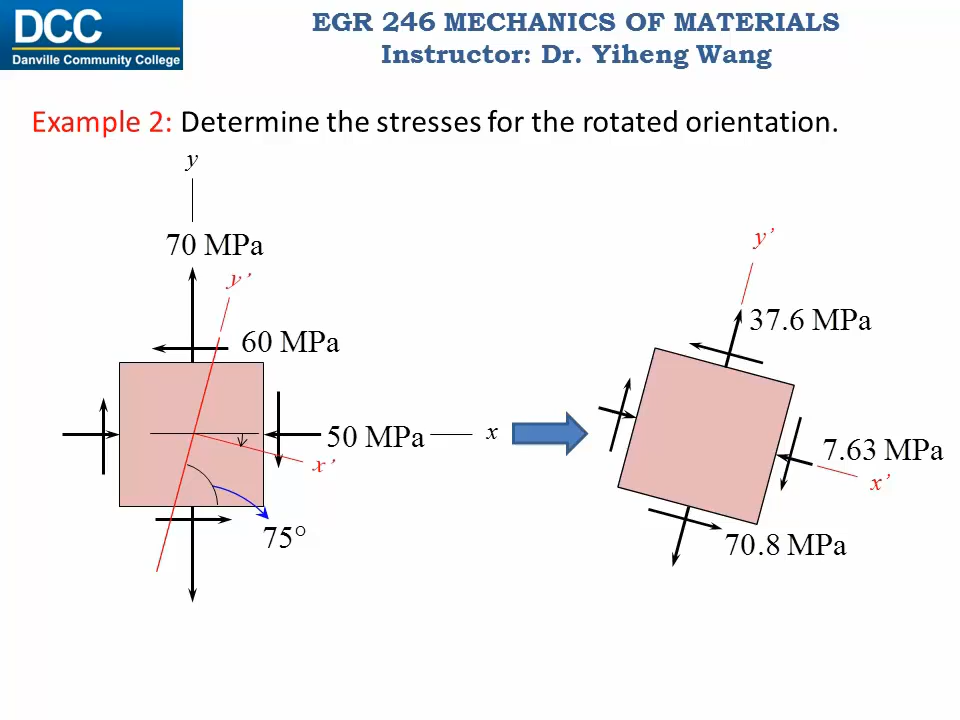 DCC
Danville Community College
EGR 246 MECHANICS OF MATERIALS
Instructor: Dr. Yiheng Wang
Example 2: Determine the stresses for the rotated orientation.
y
70 MPa
y’
60 MPa
50 MPa
x
x’
75°
y’
37.6 MPa
7.63 MPa
x’
70.8 MPa